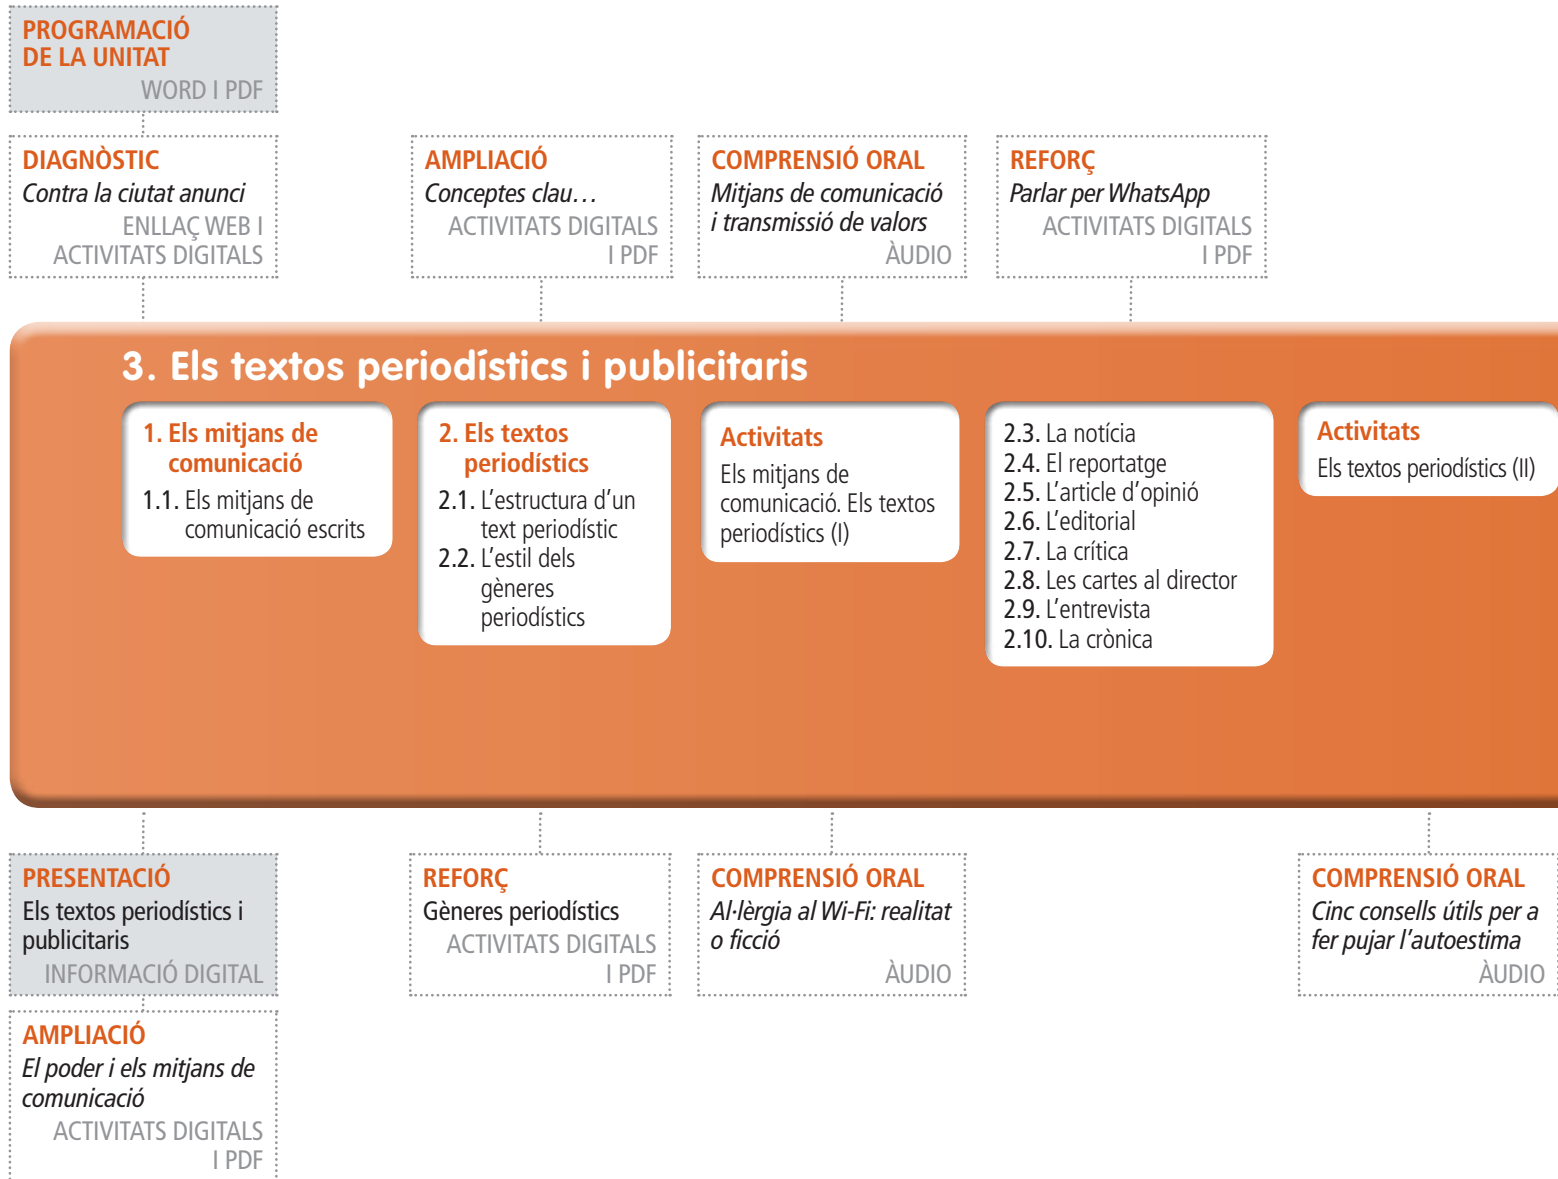 PROGRAMACIÓ
DE LA UNITAT
WORD I PDF
DIAGNÒSTIC
Contra la ciutat anunci
ENLLAÇ WEB I
ACTIVITATS DIGITALS
AMPLIACIÓ
Conceptes clau…
ACTIVITATS DIGITALS
I PDF
COMPRENSIÓ ORAL
Mitjans de comunicació
i transmissió de valors
ÀUDIO
REFORÇ
Parlar per WhatsApp
ACTIVITATS DIGITALS
I PDF
3. Els textos periodístics i publicitaris
1. Els mitjans de
comunicació
1.1. Els mitjans de
comunicació escrits
2. Els textos
periodístics
2.1. L’estructura d’un
text periodístic
2.2. L’estil dels
gèneres
periodístics
Activitats
Els mitjans de
comunicació. Els textos
periodístics (I)
2.3. La notícia
2.4. El reportatge
2.5. L’article d’opinió
2.6. L’editorial
2.7. La crítica
2.8. Les cartes al director
2.9. L’entrevista
2.10. La crònica
Activitats
Els textos periodístics (II)
PRESENTACIÓ
Els textos periodístics i
publicitaris
INFORMACIÓ DIGITAL
AMPLIACIÓ
El poder i els mitjans de
comunicació
ACTIVITATS DIGITALS
I PDF
REFORÇ
Gèneres periodístics
ACTIVITATS DIGITALS
I PDF
COMPRENSIÓ ORAL
Al·lèrgia al Wi-Fi: realitat
o ficció
ÀUDIO
COMPRENSIÓ ORAL
Cinc consells útils per a
fer pujar l’autoestima
ÀUDIO